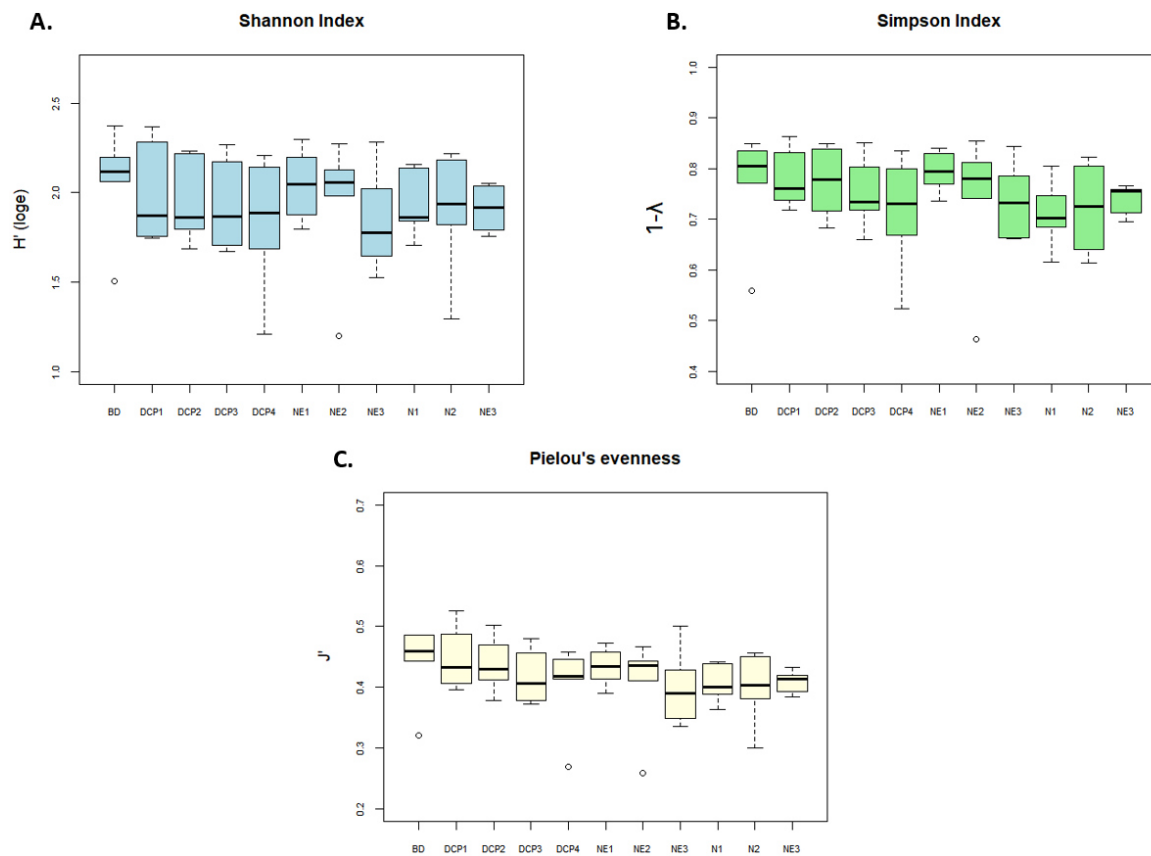 A.
Shannon Index
H' (loge)
2.5
2.0
1.5
1.0
BD DCP1 DCP2 DCP3 DCP4 NE1 NE2 NE3 N1 N2 NE3
B.
Simpson Index
1-λ
1.0
0.9
0.8
0.7
0.6
0.5
0.4
BD DCP1 DCP2 DCP3 DCP4 NE1 NE2 NE3 N1 N2 NE3
C.
Pielou's evenness
J'
0.7
0.6
0.5
0.4
0.3
0.2
BD DCP1 DCP2 DCP3 DCP4 NE1 NE2 NE3 N1 N2 NE3